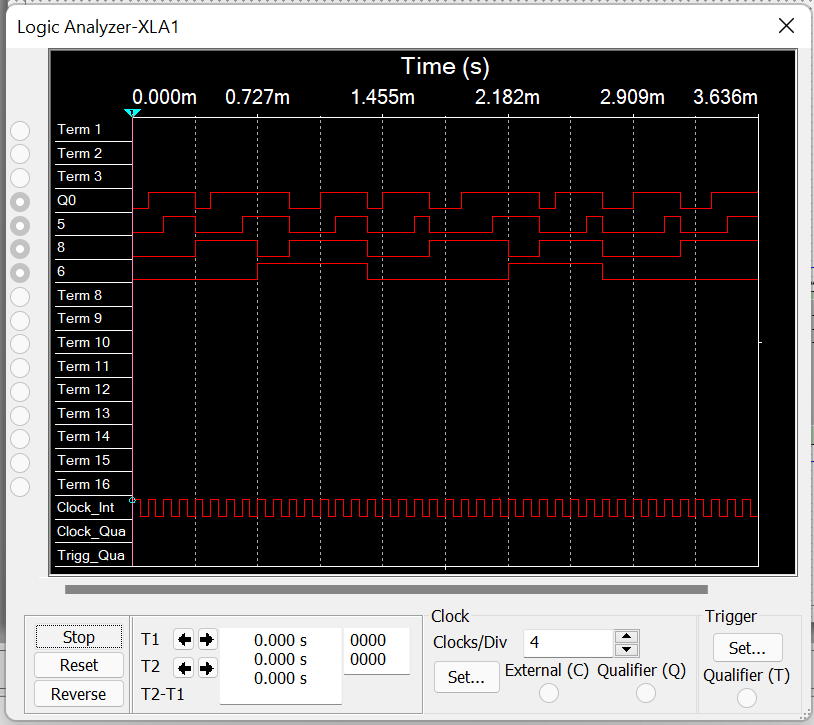 Logic Analyzer-XLA1
Time (s)
0.000m 0.727m 1.455m 2.182m 2.909m 3.636m
1
Term 1
Term 2
Term 3
Q0
5
8
6
Term 8
Term 9
Term 10
Term 11
Term 12
Term 13
Term 14
Term 15
Term 16
Clock_Int
Clock_Qua
Trigg_Qua
Stop
Reset
Reverse
T1 0.000 s 0000
T2 0.000 s 0000
T2-T1 0.000 s
Clock
Clocks/Div 4
Set...
External (C) Qualifier (Q)
Trigger
Set...
Qualifier (T)